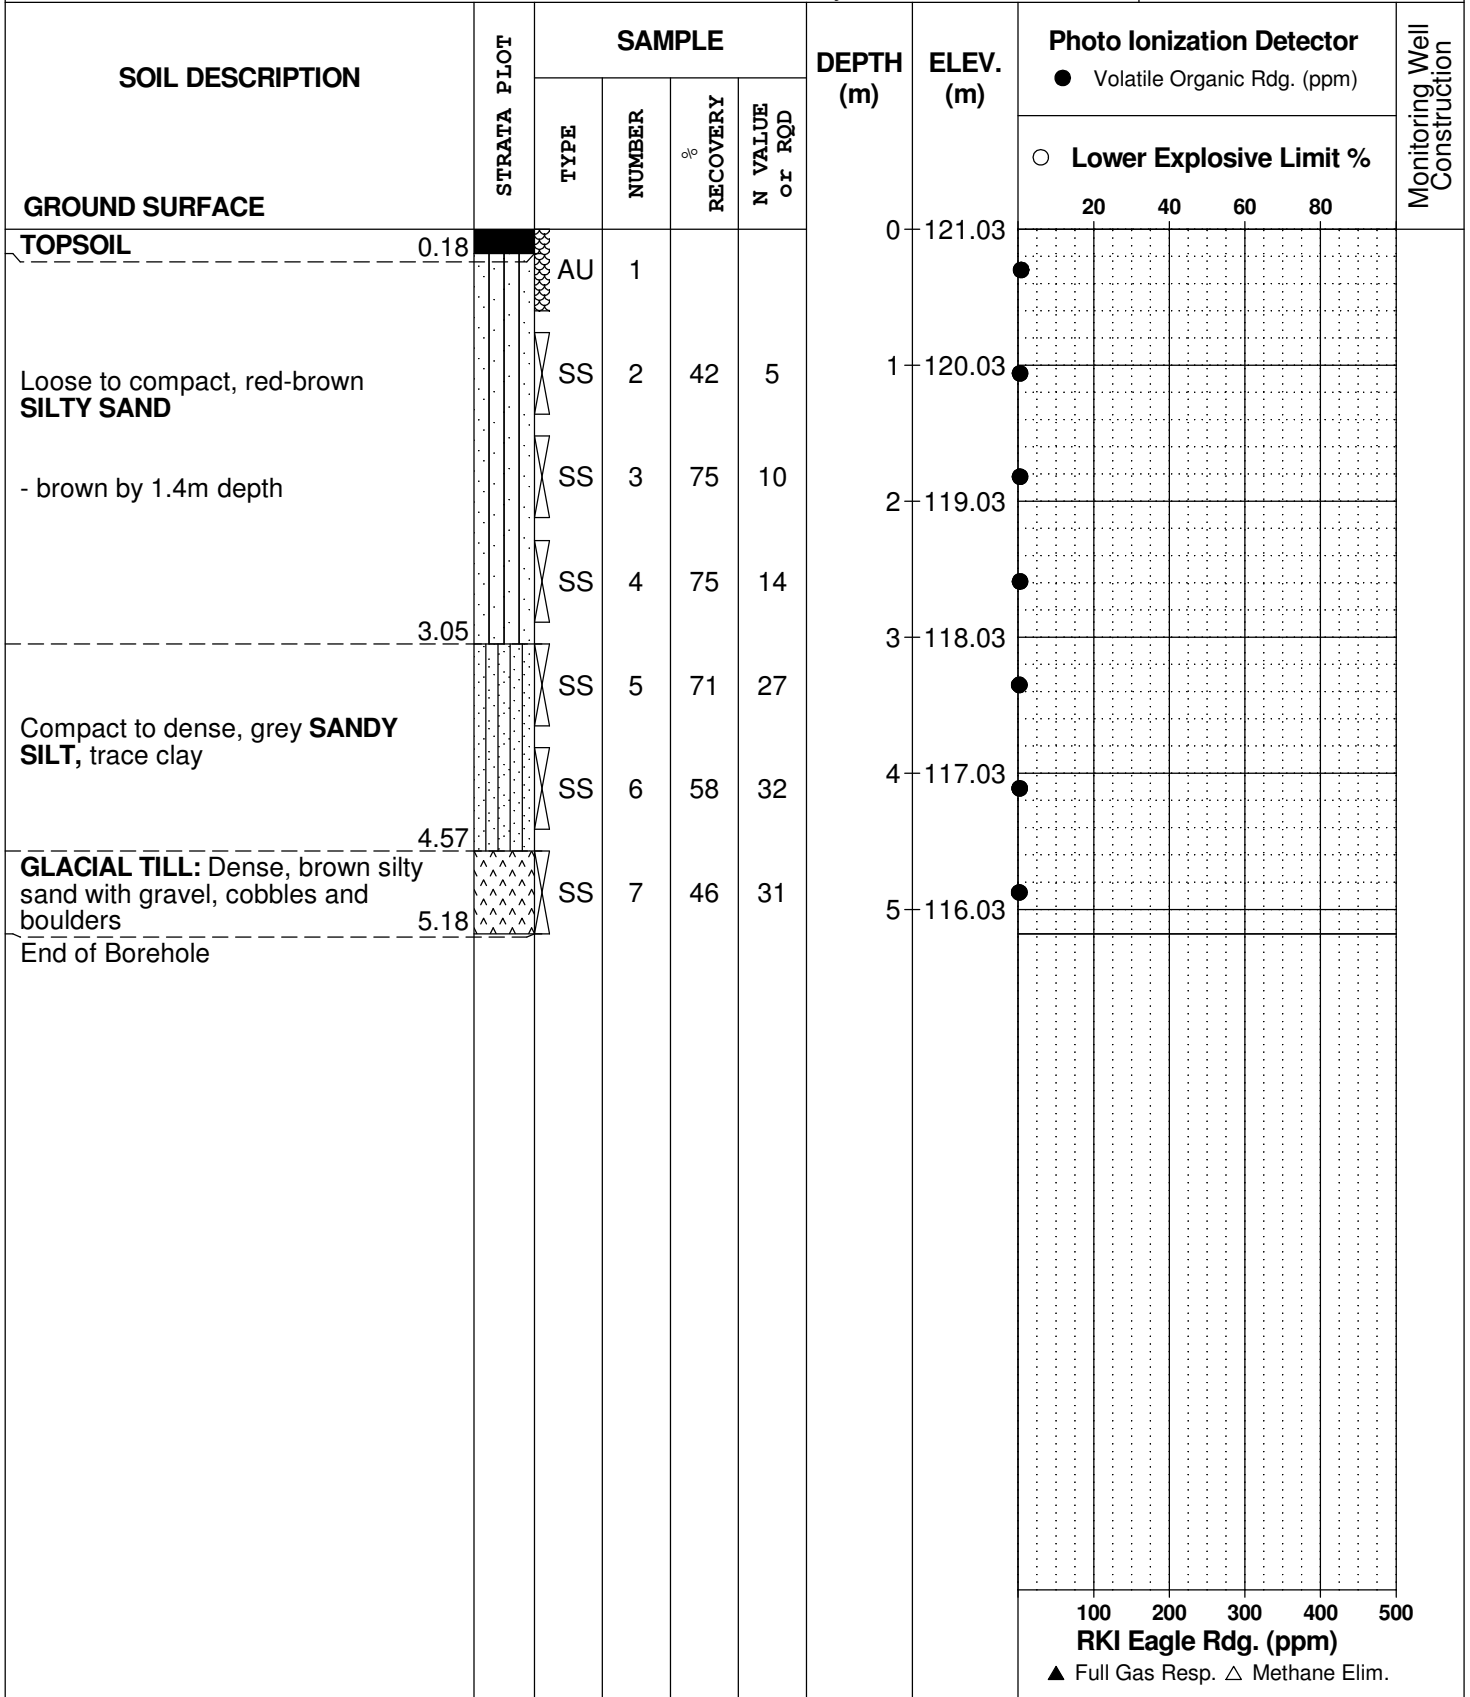 SOIL DESCRIPTION
GROUND SURFACE
STRATA PLOT
SAMPLE
TYPE
NUMBER
%
RECOVERY
N VALUE
or RQD
DEPTH
(m)
ELEV.
(m)
Photo Ionization Detector
● Volatile Organic Rdg. (ppm)
○ Lower Explosive Limit %
20 40 60 80
Monitoring Well
Construction
TOPSOIL 0.18
0 121.03
AU 1
Loose to compact, red-brown
SILTY SAND
SS 2 42 5
1 120.03
- brown by 1.4m depth
SS 3 75 10
2 119.03
SS 4 75 14
3.05
3 118.03
SS 5 71 27
Compact to dense, grey SANDY
SILT, trace clay
SS 6 58 32
4 117.03
4.57
GLACIAL TILL: Dense, brown silty
sand with gravel, cobbles and
boulders 5.18
SS 7 46 31
5 116.03
End of Borehole
100 200 300 400 500
RKI Eagle Rdg. (ppm)
▲ Full Gas Resp. △ Methane Elim.